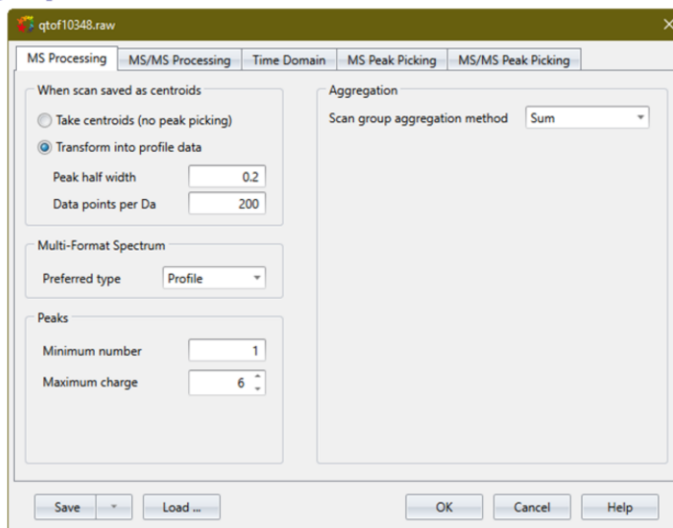 qtof10348.raw
MS Processing MS/MS Processing Time Domain MS Peak Picking MS/MS Peak Picking
When scan saved as centroids
Take centroids (no peak picking)
Transform into profile data
Peak half width 0.2
Data points per Da 200
Multi-Format Spectrum
Preferred type Profile
Peaks
Minimum number 1
Maximum charge 6
Aggregation
Scan group aggregation method Sum
Save Load ... OK Cancel Help